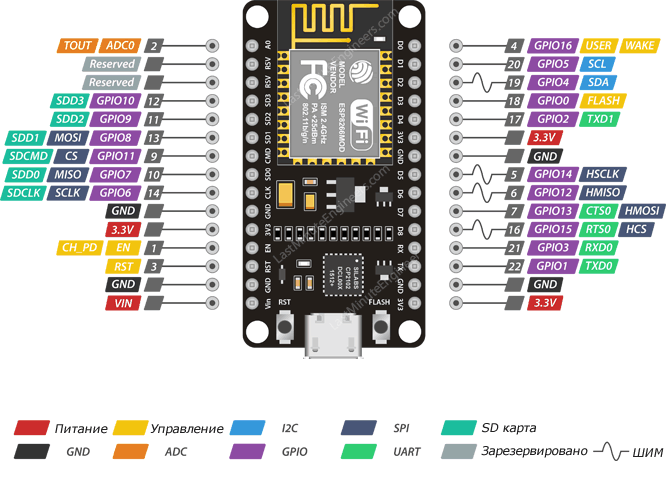 TOUT ADC0 2 A0 D0 4 GPIO16 USER WAKE
Reserved RSV D1 20 GPIO5 SCL
Reserved RSV D2 19 GPIO4 SDA
SDD3 GPIO10 12 SD3 D3 18 GPIO0 FLASH
SDD2 GPIO9 11 SD2 D4 17 GPIO2 TXD1
SDD1 MOSI GPIO8 13 SD1 3V3 3.3V
SDCMD CS GPIO11 9 CMD GND GND
SDD0 MISO GPIO7 10 SD0 D5 5 GPIO14 HSCLK
SDCLK SCLK GPIO6 14 CLK D6 6 GPIO12 HMISO
GND GND D7 7 GPIO13 CTS0 HMOSI
3.3V 3V3 D8 16 GPIO15 RTS0 HCS
CH_PD EN 1 EN RX 21 GPIO3 RXD0
RST 3 RST TX 22 GPIO1 TXD0
GND GND GND GND
VIN Vin 3V3 3.3V
MODEL ESP8266MOD
VENDOR
ISM 2.4GHz
PA +25dBm
802.11b/g/n
FC
WiFi
LastMinuteEngineers.com
SILABS
CP2102
DCL00X
1512+
RST FLASH
Питание Управление I2C SPI SD карта
GND ADC GPIO UART Зарезервировано ШИМ